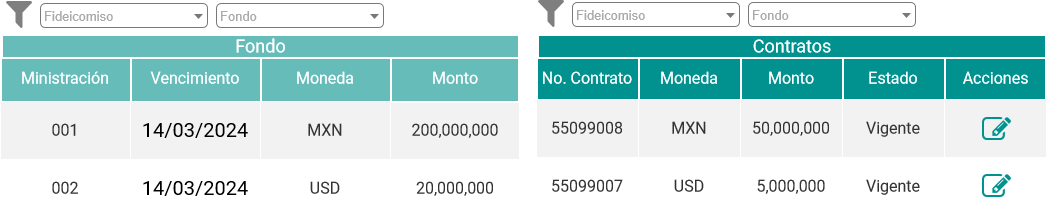 Fideicomiso Fondo
Fondo
Ministración Vencimiento Moneda Monto
001 14/03/2024 MXN 200,000,000
002 14/03/2024 USD 20,000,000
Fideicomiso Fondo
Contratos
No. Contrato Moneda Monto Estado Acciones
55099008 MXN 50,000,000 Vigente
55099007 USD 5,000,000 Vigente